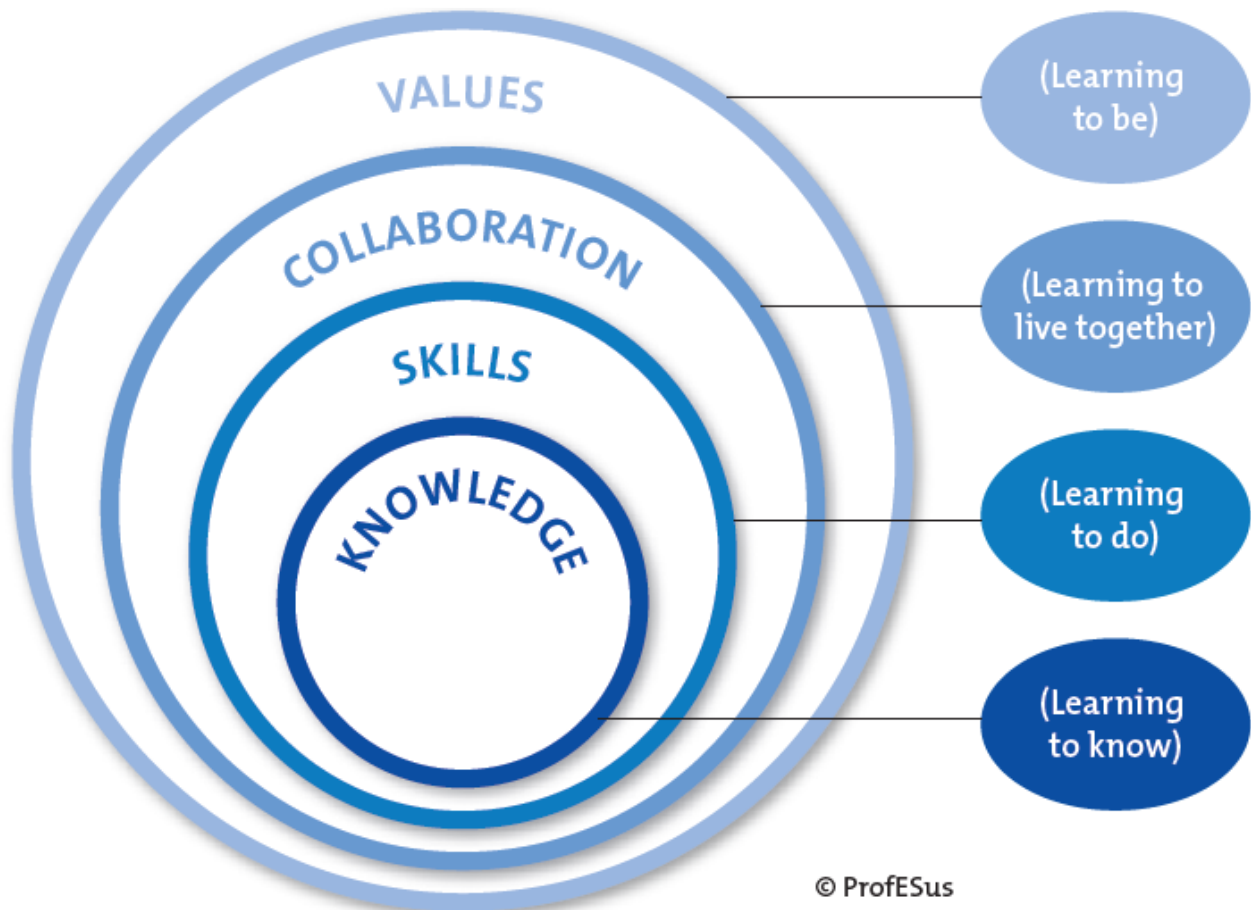 VALUES
(Learning
to be)
COLLABORATION
(Learning to
live together)
SKILLS
(Learning
to do)
KNOWLEDGE
(Learning
to know)
© ProfESus